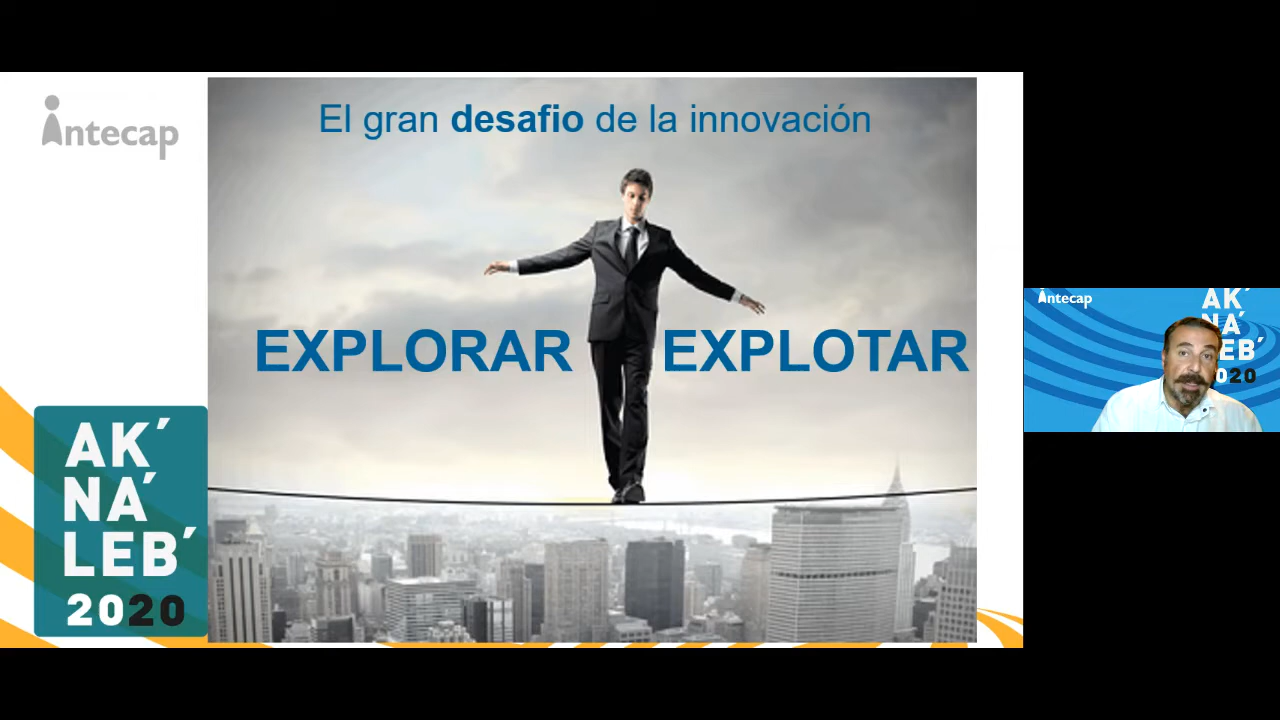 intecap
El gran desafio de la innovación
EXPLORAR EXPLOTAR
AK´
NA´
LEB´
2020
intecap
AK´
NA´
LEB´
2020